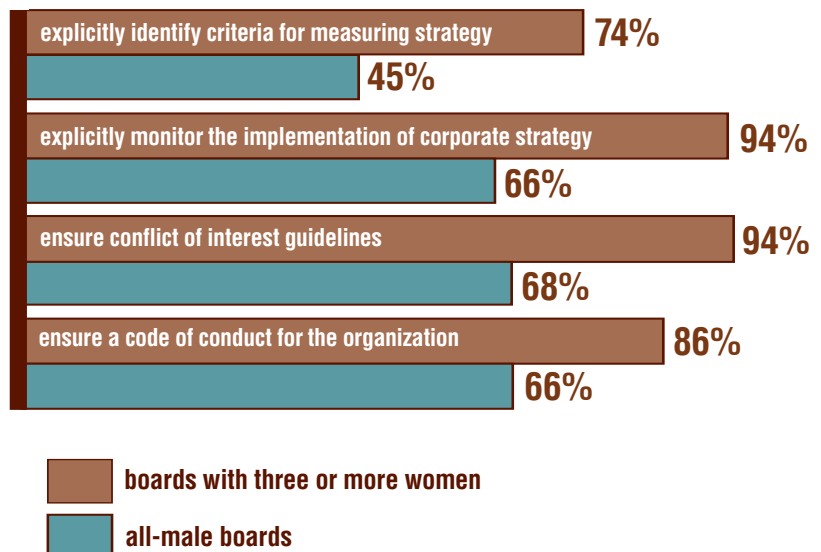 explicitly identify criteria for measuring strategy 74%
45%
explicitly monitor the implementation of corporate strategy 94%
66%
ensure conflict of interest guidelines 94%
68%
ensure a code of conduct for the organization 86%
66%
boards with three or more women
all-male boards